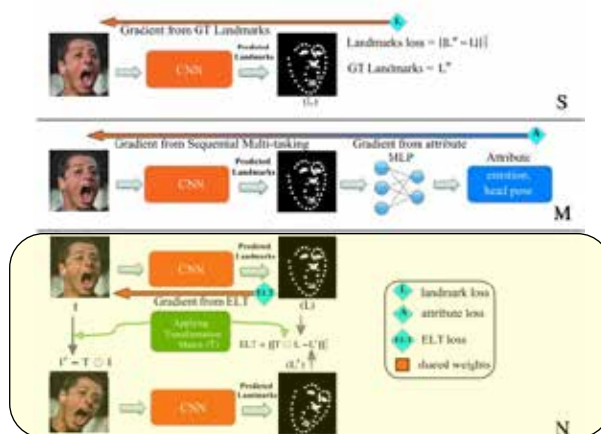 Gradient from GT Landmarks
L
CNN
Predicted
Landmarks
(L)
Landmarks loss =
GT Landmarks = L*
S
A
Gradient from Sequential Multi-tasking
Gradient from attribute
CNN
Predicted
Landmarks
MLP
Attribute
emotion,
head pose
M
CNN
Predicted
Landmarks
ELT
Gradient from ELT
I
(L)
Applying
Transformation
Matrix (T)
I' = T ⊙ I
(L')
CNN
Predicted
Landmarks
L landmark loss
A attribute loss
ELT ELT loss
shared weights
N